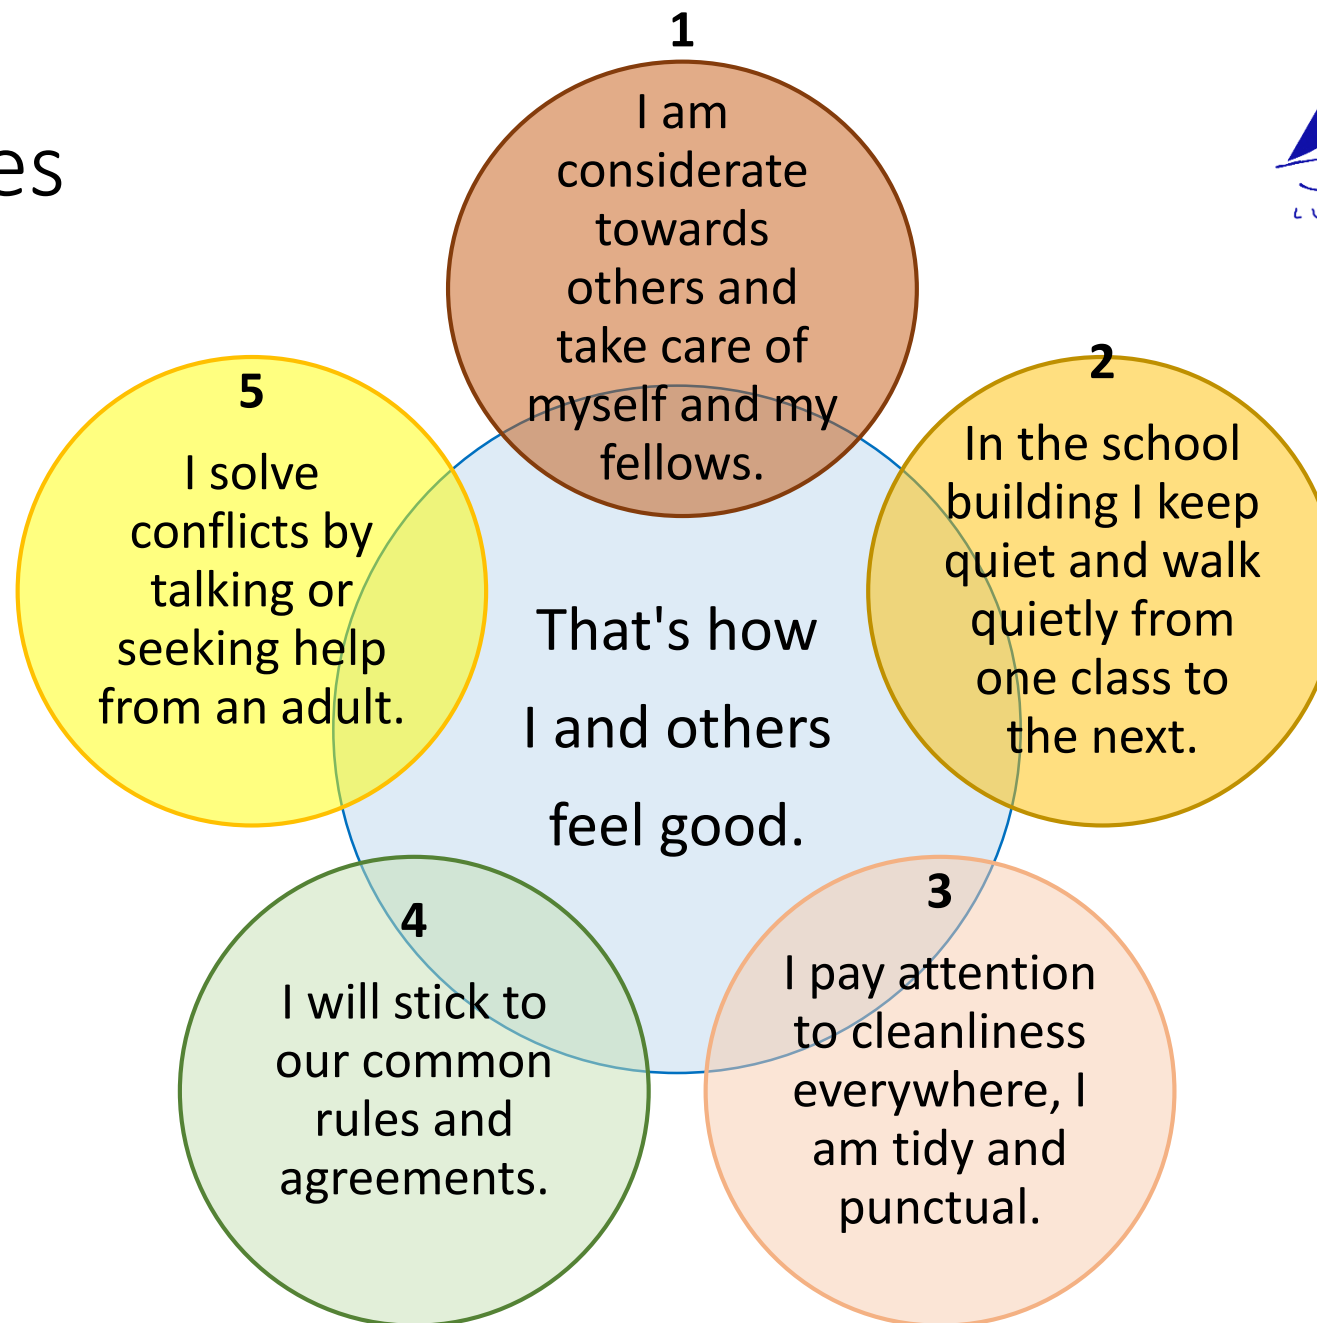 es
1
I am
considerate
towards
others and
take care of
myself and my
fellows.
2
In the school
building I keep
quiet and walk
quietly from
one class to
the next.
3
I pay attention
to cleanliness
everywhere, I
am tidy and
punctual.
4
I will stick to
our common
rules and
agreements.
5
I solve
conflicts by
talking or
seeking help
from an adult.
That's how
I and others
feel good.